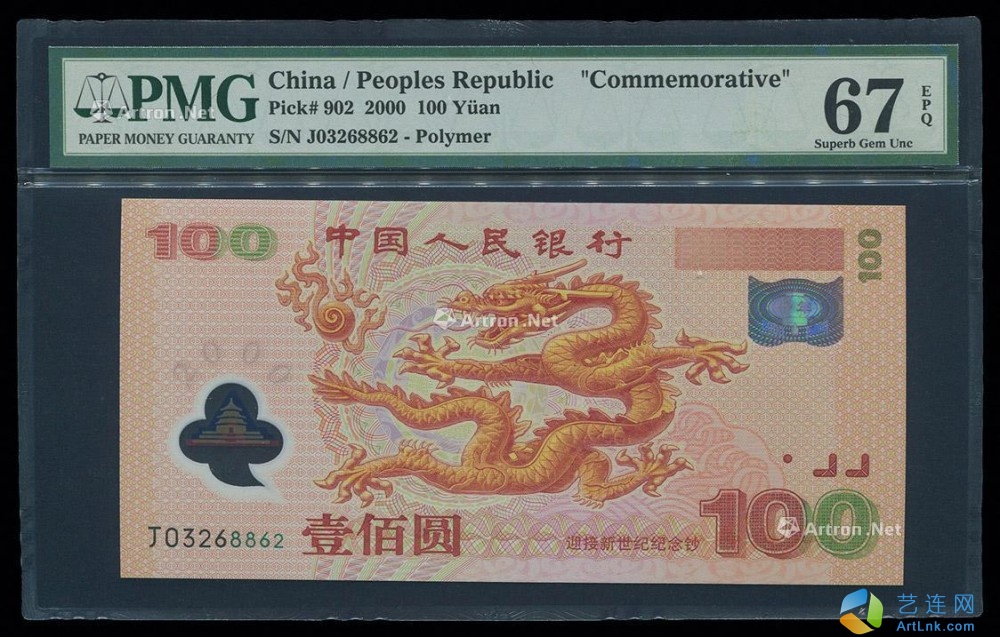 PMG
PAPER MONEY GUARANTY
China / Peoples Republic "Commemorative"
Pick# 902 2000 100 Yüan
S/N J03268862 - Polymer
67
EPQ
Superb Gem Unc
100
中国人民银行
100
Artron.Net
Artron.Net
J03268862
壹佰圆
迎接新世纪纪念钞
100
Artron.Net
艺连网
ArtLnk.com